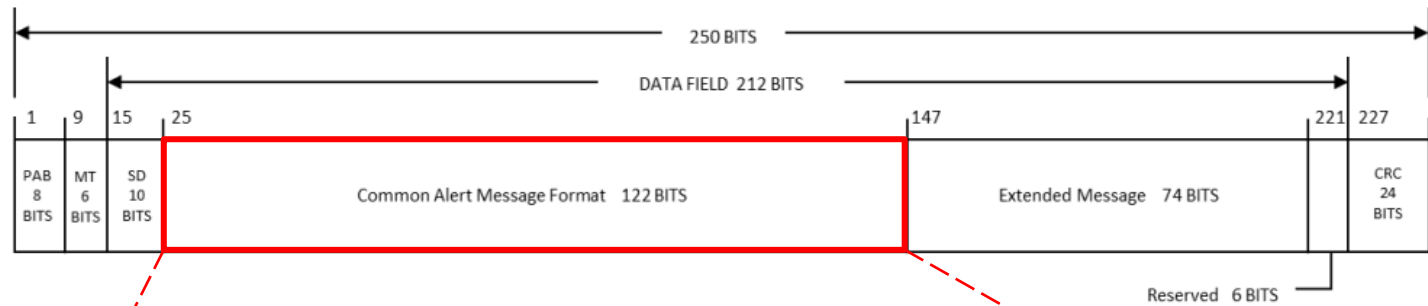 250 BITS
DATA FIELD 212 BITS
1 9 15 25 147 221 227
PAB
8
BITS
MT
6
BITS
SD
10
BITS
Common Alert Message Format 122 BITS
Extended Message 74 BITS
CRC
24
BITS
Reserved 6 BITS